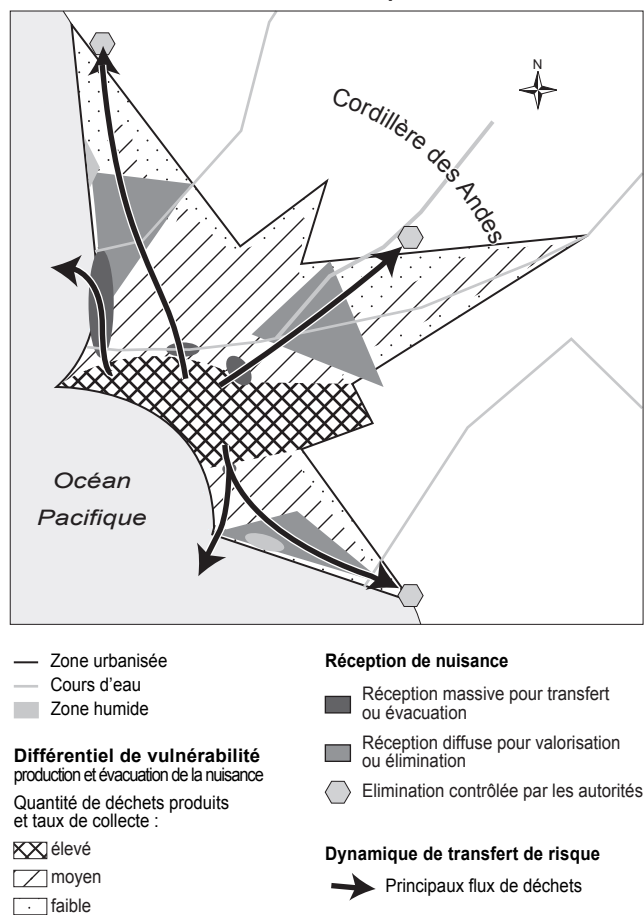 N
Cordillère des Andes
Océan
Pacifique
Zone urbanisée
Cours d'eau
Zone humide
Différentiel de vulnérabilité
production et évacuation de la nuisance
Quantité de déchets produits
et taux de collecte :
élevé
moyen
faible
Réception de nuisance
Réception massive pour transfert
ou évacuation
Réception diffuse pour valorisation
ou élimination
Elimination contrôlée par les autorités
Dynamique de transfert de risque
Principaux flux de déchets